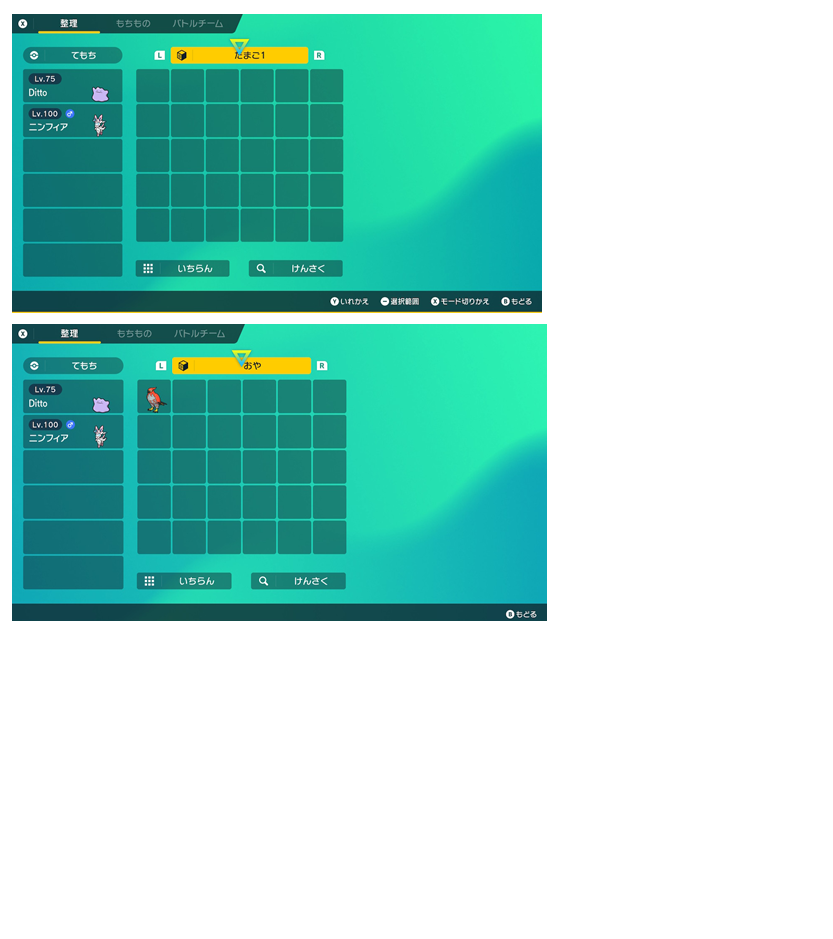 X 整理 もちもの バトルチーム
てもち L たまご1 R
Lv.75
Ditto
Lv.100 ♂
ニンフィア
いちらん けんさく
Y いれかえ - 選択範囲 X モード切りかえ B もどる
X 整理 もちもの バトルチーム
てもち L おや R
Lv.75
Ditto
Lv.100 ♂
ニンフィア
いちらん けんさく
B もどる